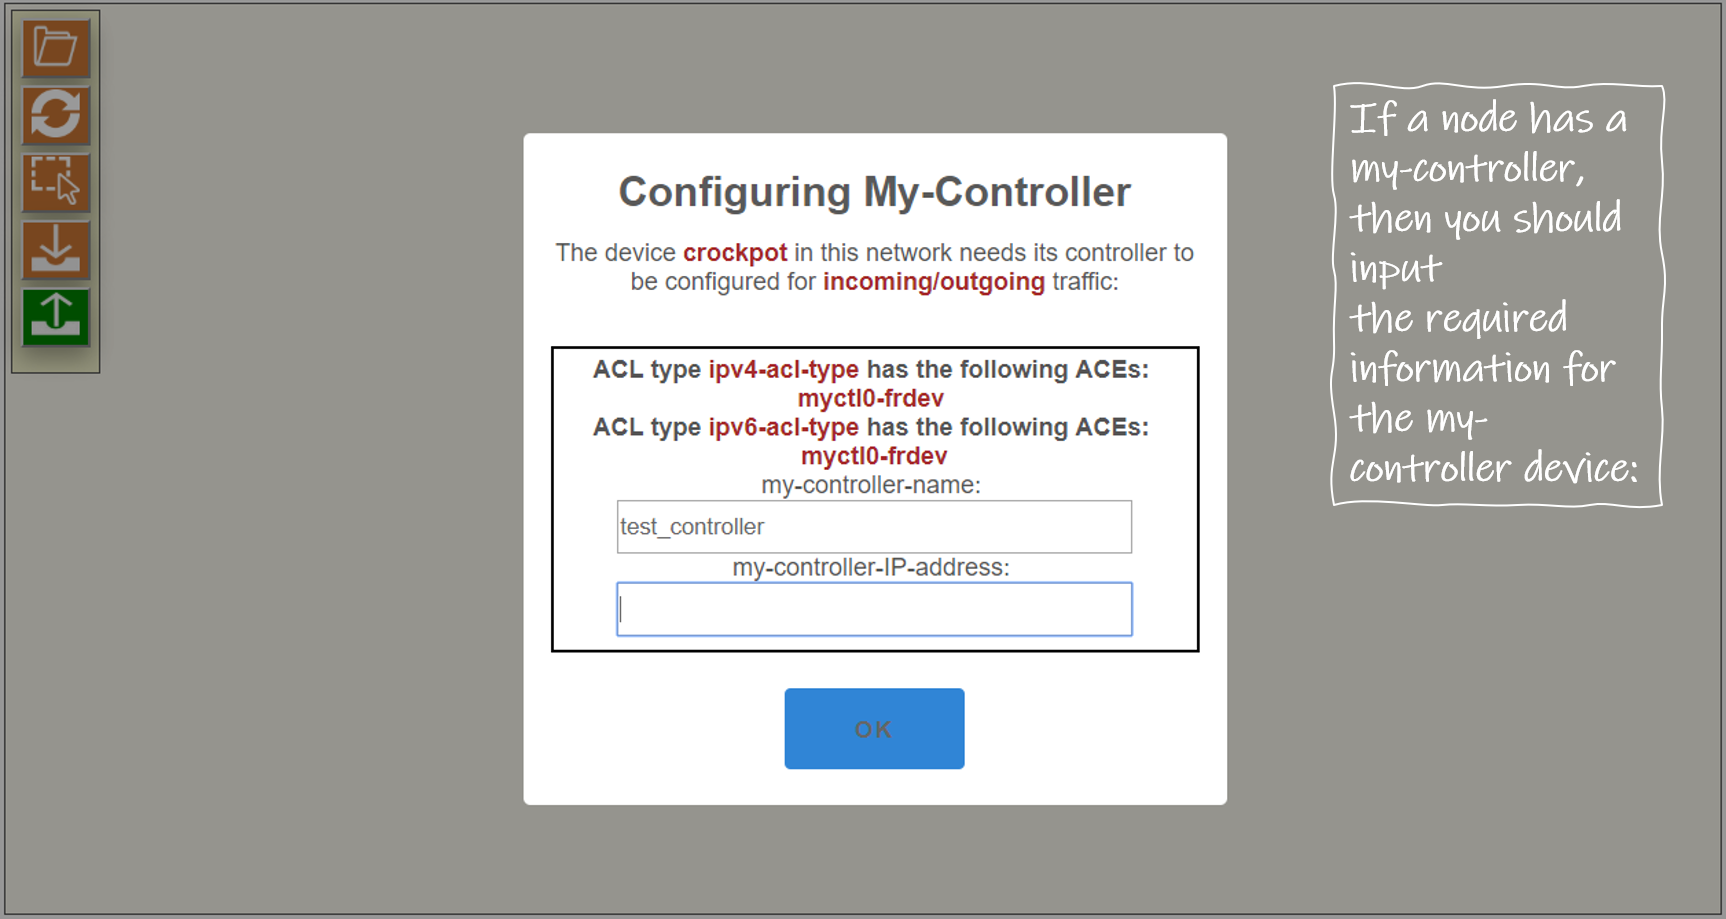 Configuring My-Controller
The device crockpot in this network needs its controller to
be configured for incoming/outgoing traffic:
ACL type ipv4-acl-type has the following ACEs:
myctl0-frdev
ACL type ipv6-acl-type has the following ACEs:
myctl0-frdev
my-controller-name:
test_controller
my-controller-IP-address:
OK
If a node has a
my-controller,
then you should
input
the required
information for
the my-
controller device: